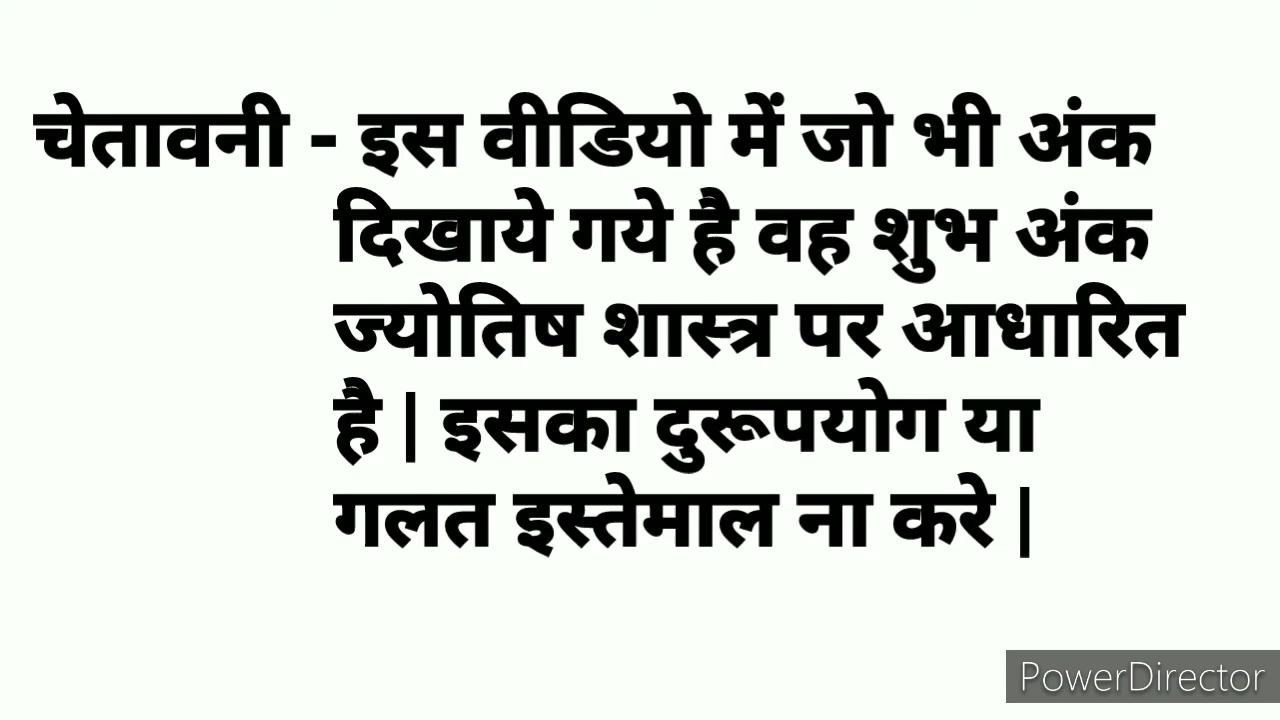 चेतावनी - इस वीडियो में जो भी अंक
दिखाये गये है वह शुभ अंक
ज्योतिष शास्त्र पर आधारित
है | इसका दुरूपयोग या
गलत इस्तेमाल ना करे |
PowerDirector